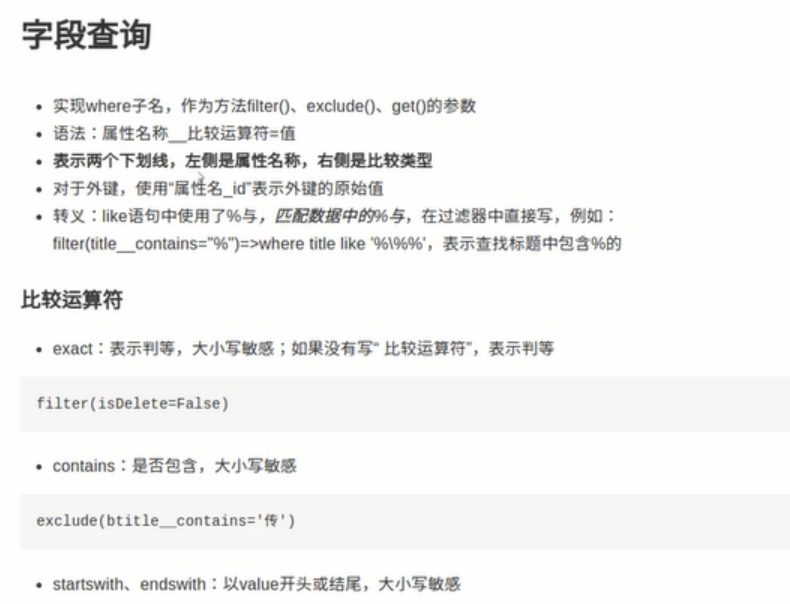 字段查询
实现where子名，作为方法filter()、exclude()、get()的参数
语法：属性名称__比较运算符=值
表示两个下划线，左侧是属性名称，右侧是比较类型
对于外键，使用“属性名_id”表示外键的原始值
转义：like语句中使用了%与，匹配数据中的%与，在过滤器中直接写，例如：
filter(title__contains="%")=>where title like '%\%%'，表示查找标题中包含%的
比较运算符
exact：表示判等，大小写敏感；如果没有写“ 比较运算符”，表示判等
filter(isDelete=False)
contains：是否包含，大小写敏感
exclude(btitle__contains='传')
startswith、endswith：以value开头或结尾，大小写敏感